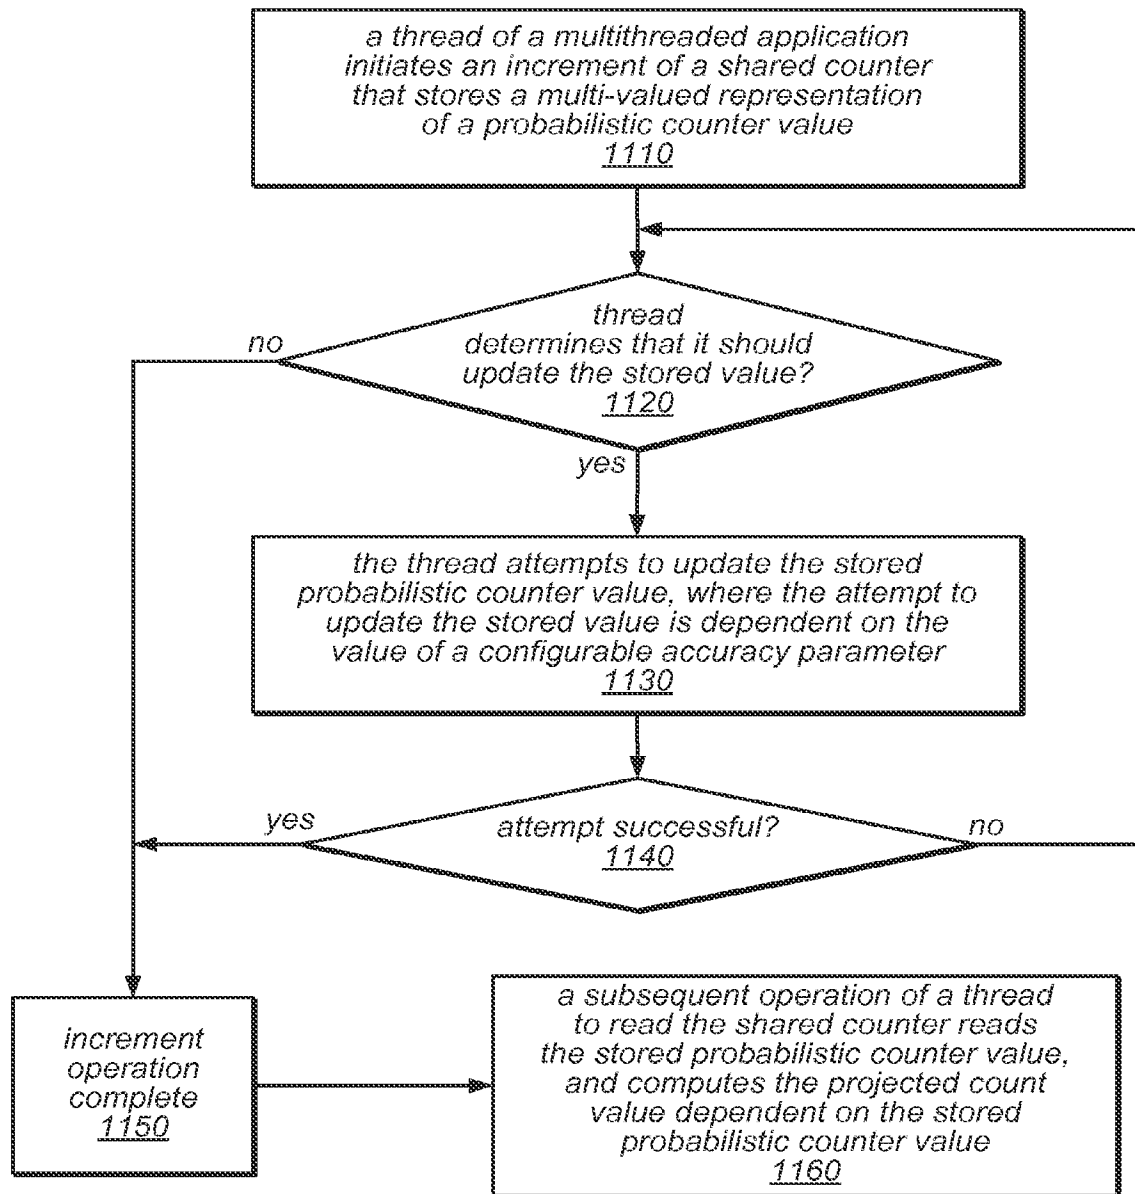 a thread of a multithreaded application
initiates an increment of a shared counter
that stores a multi-valued representation
of a probabilistic counter value
1110
thread
determines that it should
update the stored value?
1120
no
yes
the thread attempts to update the stored
probabilistic counter value, where the attempt to
update the stored value is dependent on the
value of a configurable accuracy parameter
1130
attempt successful?
1140
yes
no
increment
operation
complete
1150
a subsequent operation of a thread
to read the shared counter reads
the stored probabilistic counter value,
and computes the projected count
value dependent on the stored
probabilistic counter value
1160